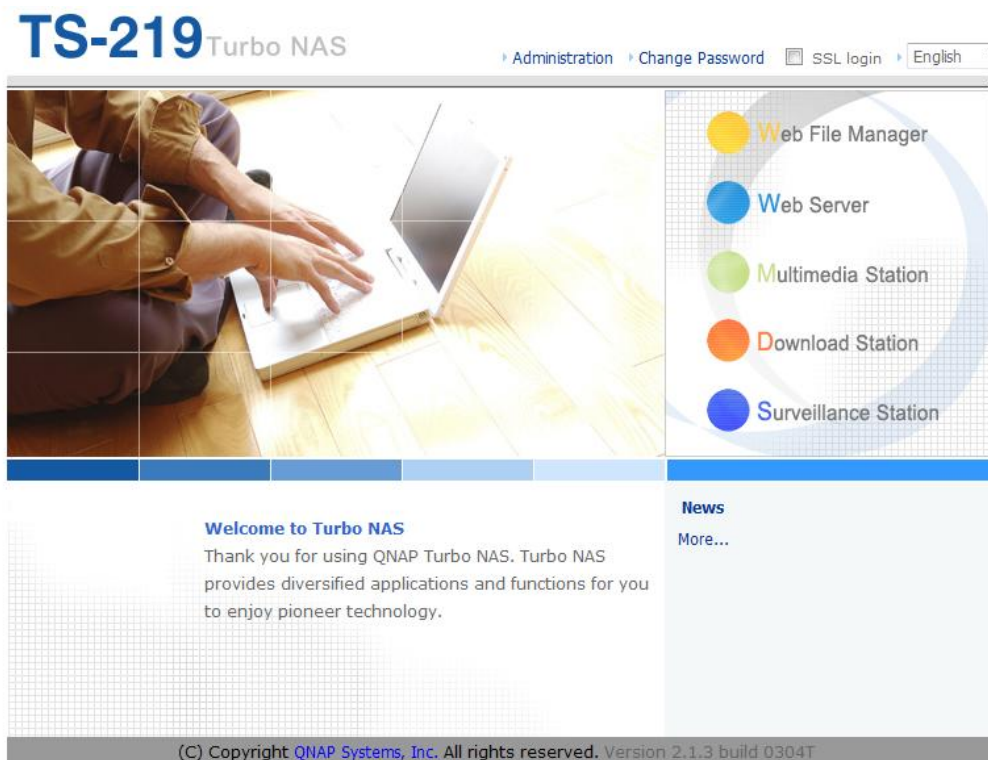 TS-219 Turbo NAS
Administration Change Password SSL login English
Web File Manager
Web Server
Multimedia Station
Download Station
Surveillance Station
Welcome to Turbo NAS
Thank you for using QNAP Turbo NAS. Turbo NAS
provides diversified applications and functions for you
to enjoy pioneer technology.
News
More...
(C) Copyright QNAP Systems, Inc. All rights reserved. Version 2.1.3 build 0304T